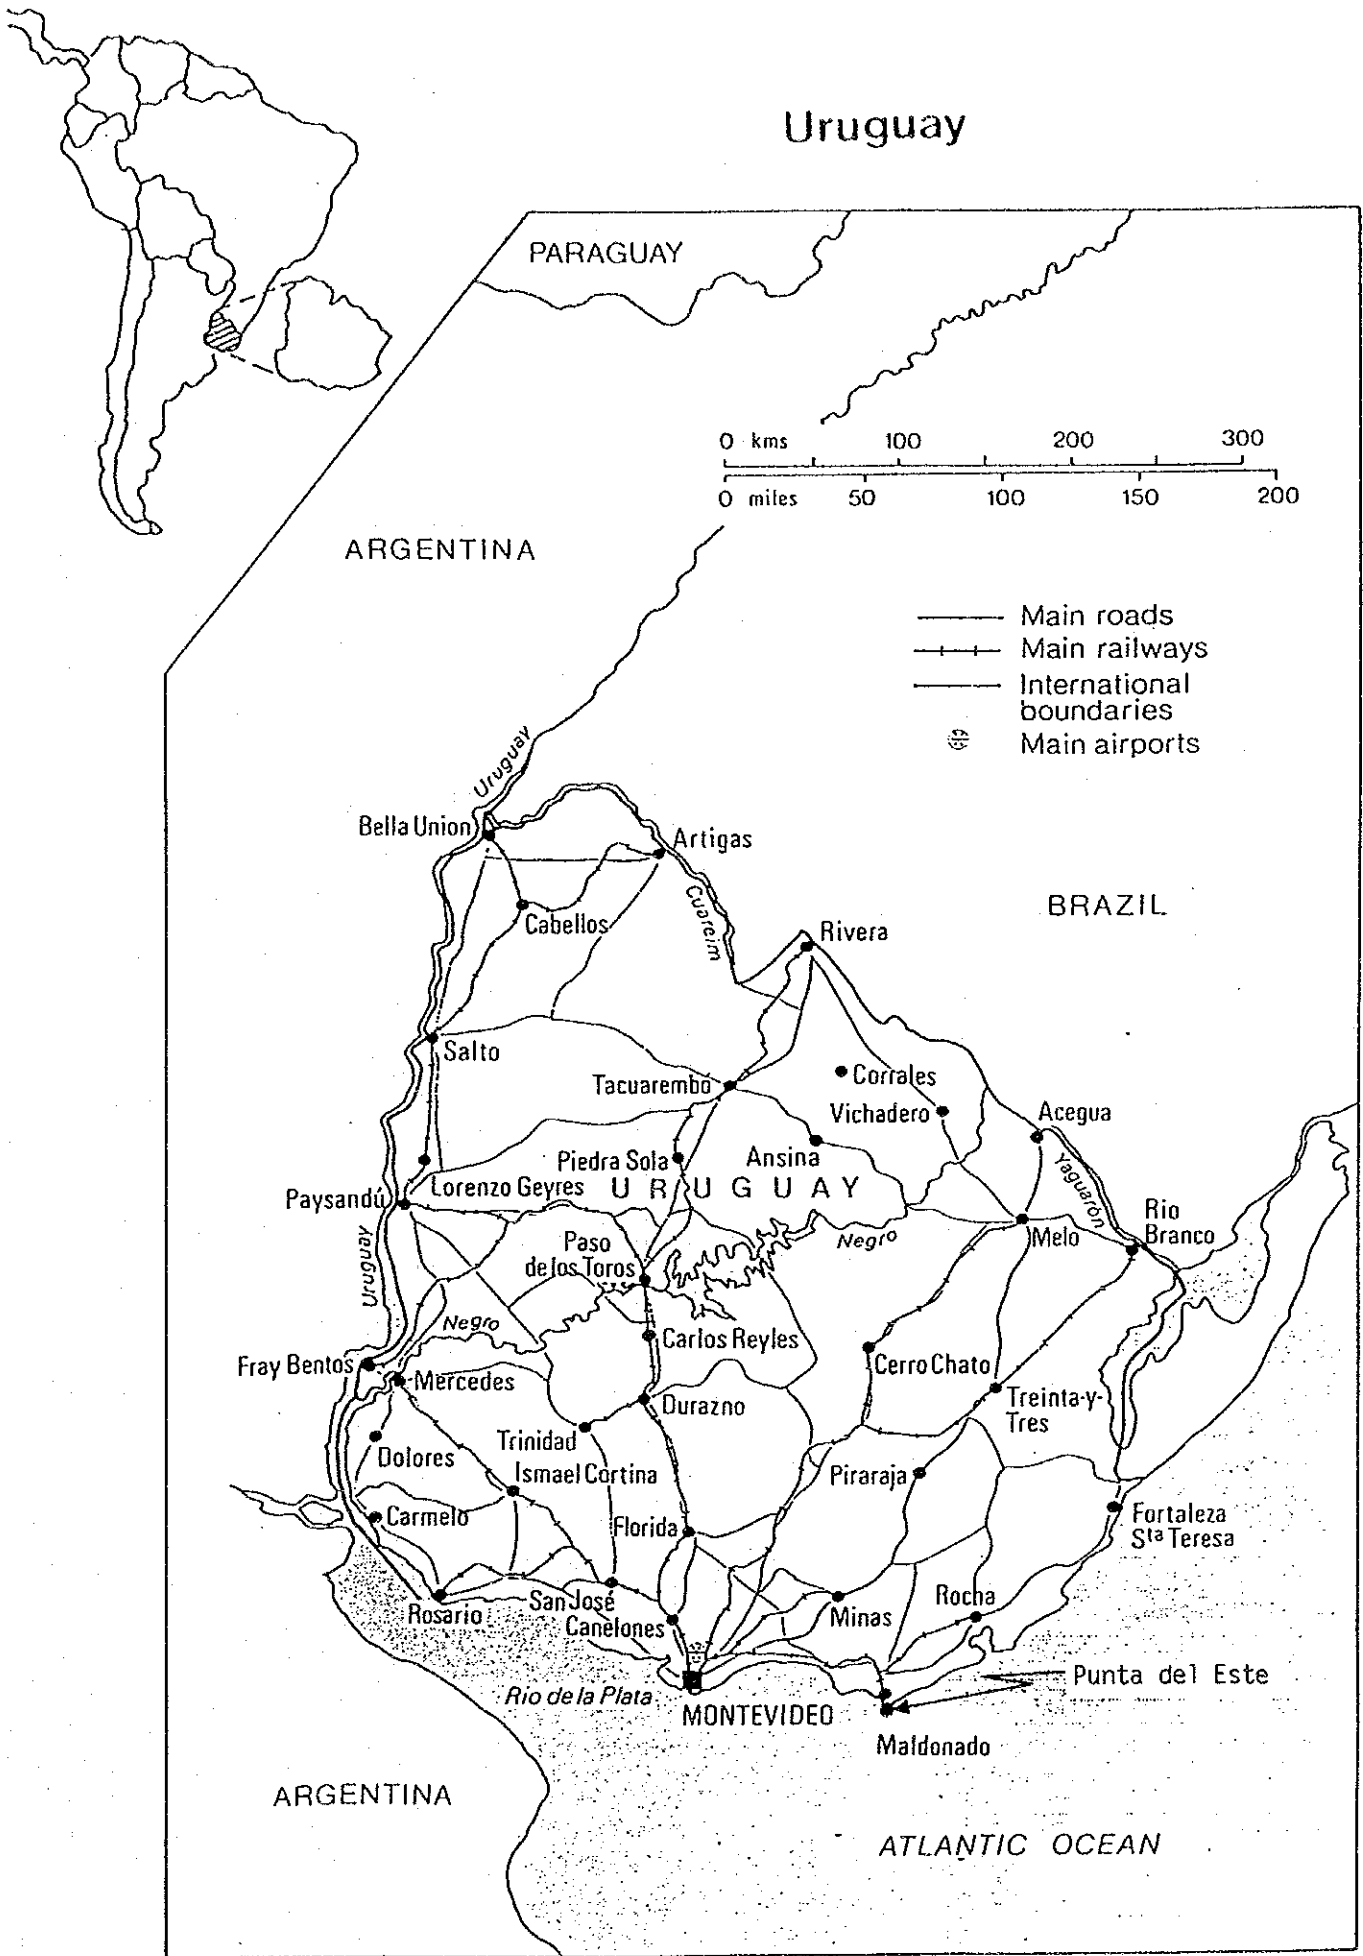 Uruguay
PARAGUAY
0 kms 100 200 300
0 miles 50 100 150 200
ARGENTINA
Main roads
Main railways
International
boundaries
Main airports
Uruguay
Bella Union
Artigas
Cabellos
Cuareim
BRAZIL
Rivera
Salto
Tacuarembo
Corrales
Vichadero
Acegua
Piedra Sola
Ansina
Yaguarón
Lorenzo Geyres
URUGUAY
Paysandú
Rio
Branco
Melo
Negro
Paso
de los Toros
Uruguay
Negro
Carlos Reyles
Fray Bentos
Mercedes
Cerro Chato
Durazno
Treinta-y-
Tres
Trinidad
Dolores
Ismael Cortina
Piraraja
Carmelo
Florida
Fortaleza
Sta Teresa
Rosario
San José
Canelones
Minas
Rocha
Punta del Este
Rio de la Plata
MONTEVIDEO
Maldonado
ARGENTINA
ATLANTIC OCEAN